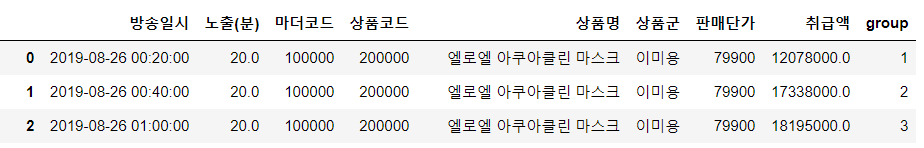 방송일시 노출(분) 마더코드 상품코드 상품명 상품군 판매단가 취급액 group
0 2019-08-26 00:20:00 20.0 100000 200000 엘로엘 아쿠아클린 마스크 이미용 79900 12078000.0 1
1 2019-08-26 00:40:00 20.0 100000 200000 엘로엘 아쿠아클린 마스크 이미용 79900 17338000.0 2
2 2019-08-26 01:00:00 20.0 100000 200000 엘로엘 아쿠아클린 마스크 이미용 79900 18195000.0 3